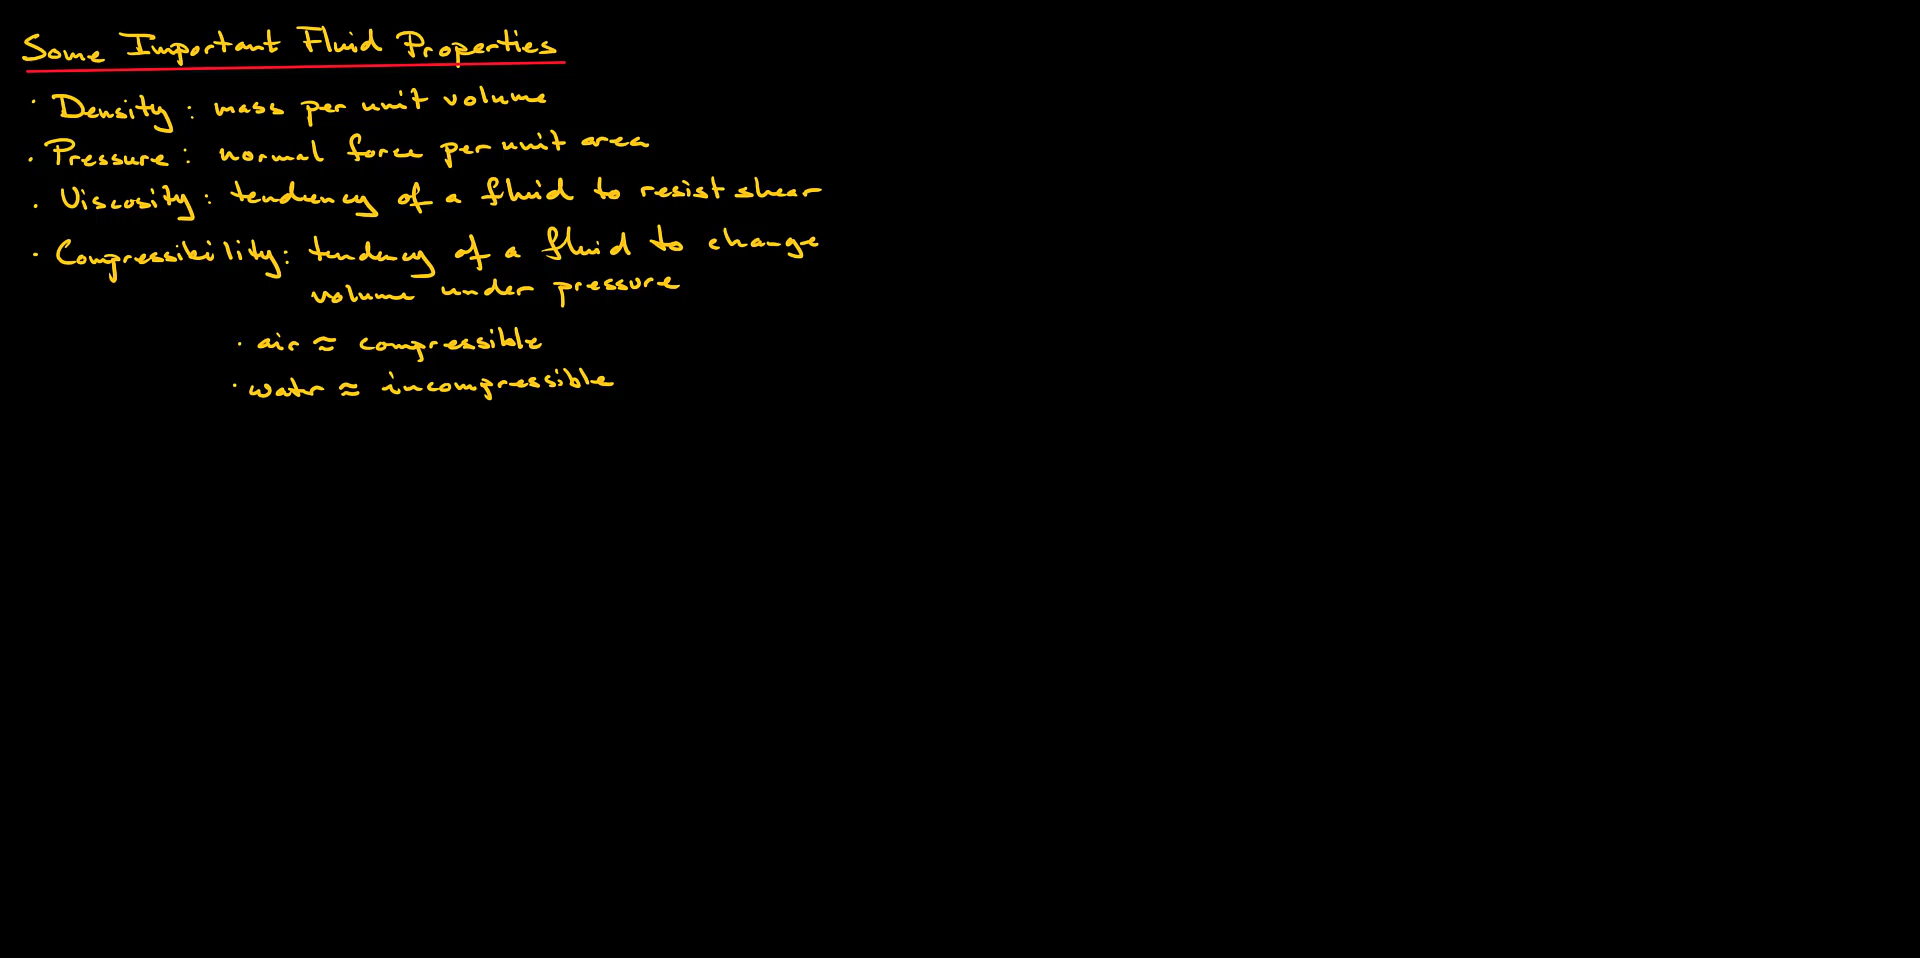 Some Important Fluid Properties
· Density : mass per unit volume
· Pressure : normal force per unit area
· Viscosity : tendency of a fluid to resist shear
· Compressibility : tendency of a fluid to change
volume under pressure
· air ≈ compressible
· water ≈ incompressible